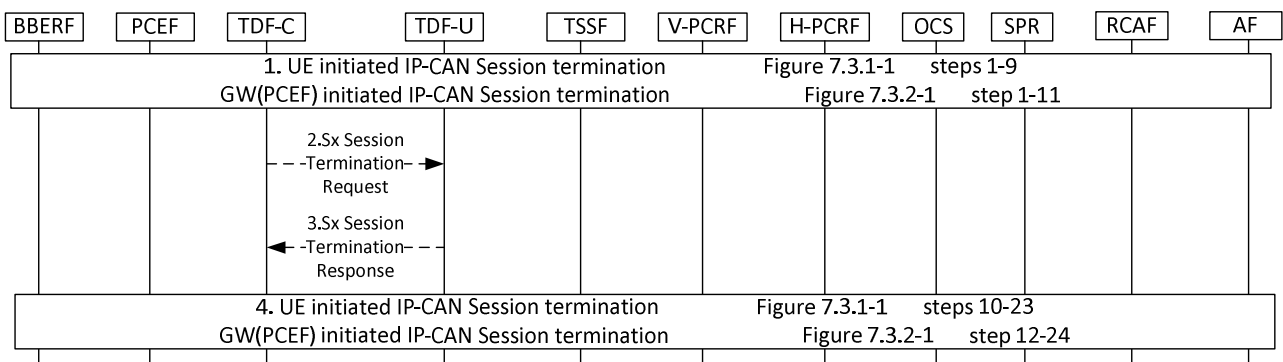 BBERF PCEF TDF-C TDF-U TSSF V-PCRF H-PCRF OCS SPR RCAF AF
1. UE initiated IP-CAN Session termination Figure 7.3.1-1 steps 1-9
GW(PCEF) initiated IP-CAN Session termination Figure 7.3.2-1 step 1-11
2.Sx Session
Termination
Request
3.Sx Session
Termination
Response
4. UE initiated IP-CAN Session termination Figure 7.3.1-1 steps 10-23
GW(PCEF) initiated IP-CAN Session termination Figure 7.3.2-1 step 12-24